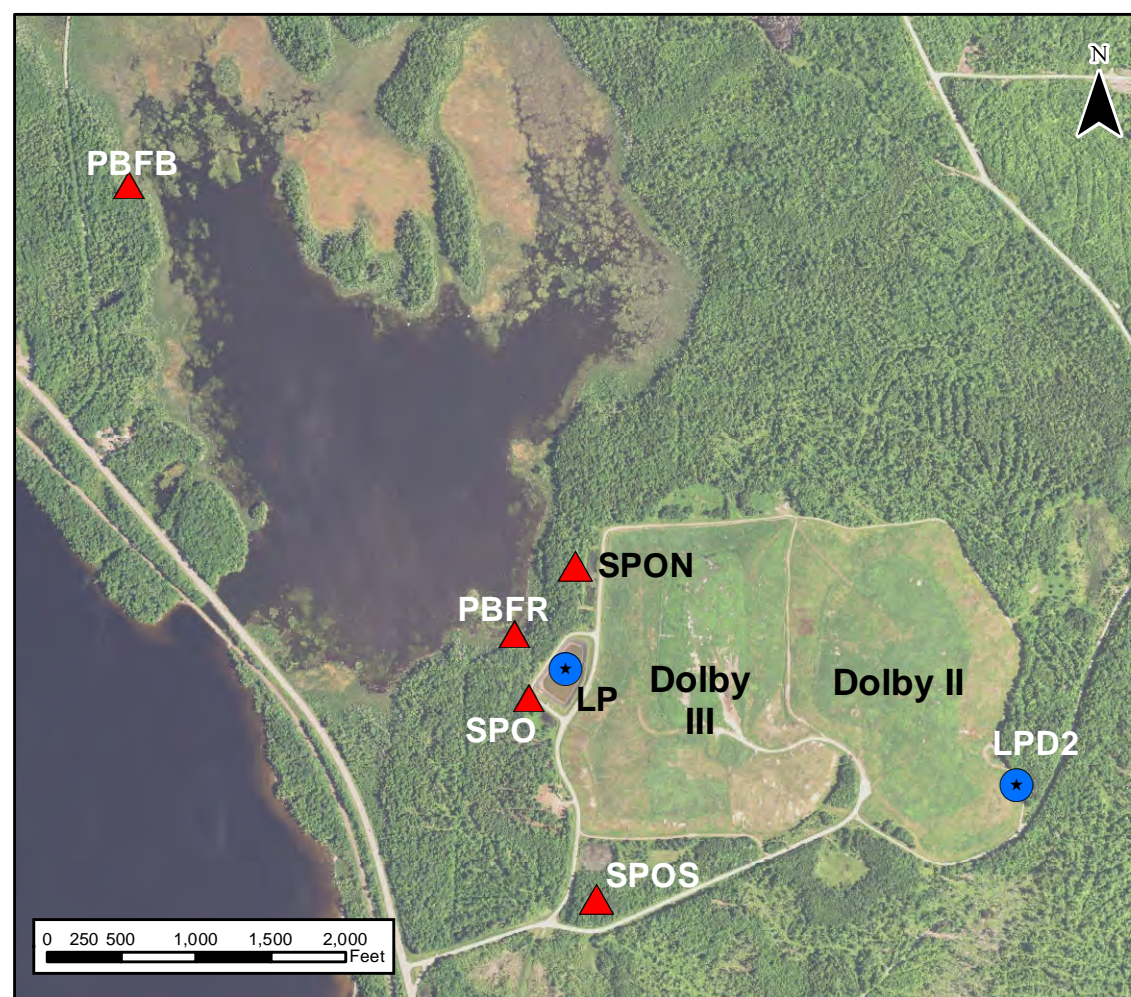 N
PBFB
SPON
PBFR
Dolby
III
Dolby II
LP
SPO
LPD2
SPOS
0 250 500 1,000 1,500 2,000
Feet